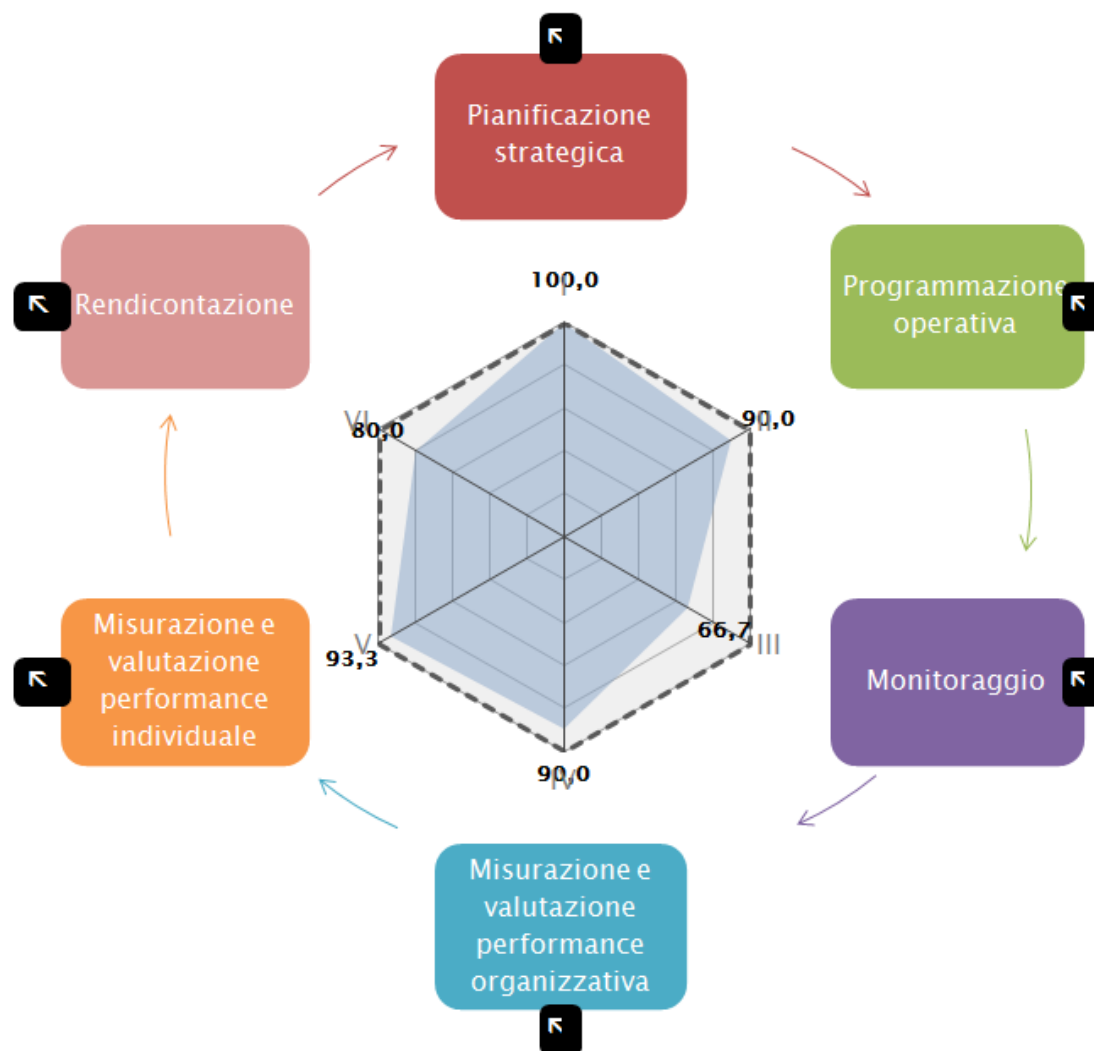 Pianificazione
strategica
Programmazione
operativa
Monitoraggio
Misurazione e
valutazione
performance
organizzativa
Misurazione e
valutazione
performance
individuale
Rendicontazione
I
100,0
II
90,0
III
66,7
IV
90,0
V
93,3
VI
80,0